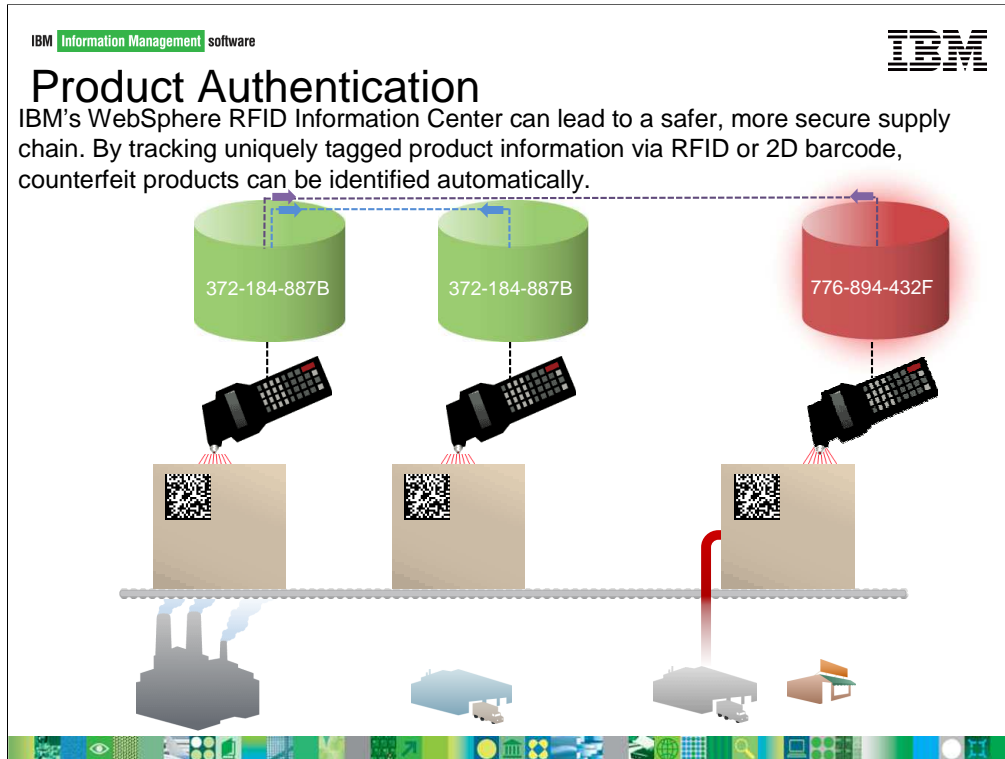 IBM Information Management software
IBM
Product Authentication
IBM's WebSphere RFID Information Center can lead to a safer, more secure supply
chain. By tracking uniquely tagged product information via RFID or 2D barcode,
counterfeit products can be identified automatically.
372-184-887B
372-184-887B
776-894-432F